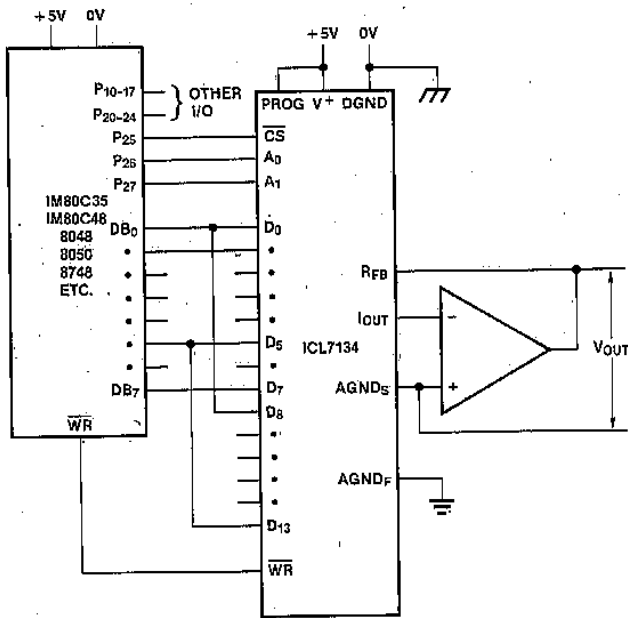 +5V 0V
P10-17
P20-24
OTHER
I/O
P25
P26
P27
IM80C35
IM80C48
8048
8050
8748
ETC.
DB0
DB7
WR
+5V 0V
PROG V+ DGND
CS
A0
A1
D0
D5
D7
D8
D13
WR
ICL7134
RFB
IOUT
AGNDS
AGNDF
−
+
VOUT